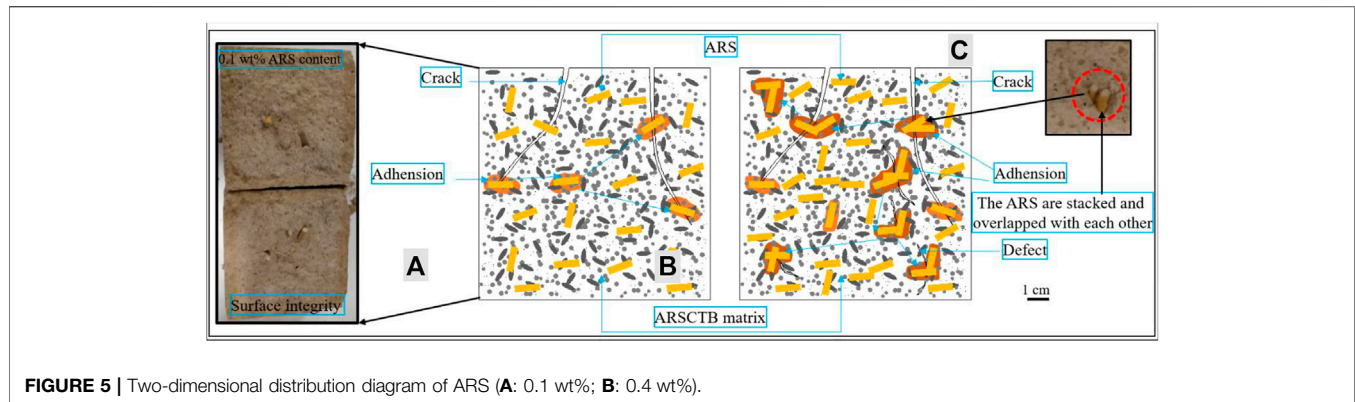 0.1 wt% ARS content
Surface integrity
A
ARS
Crack
Adhension
B
ARSCTB matrix
C
Crack
Adhension
The ARS are stacked and
overlapped with each other
Defect
1 cm
FIGURE 5 | Two-dimensional distribution diagram of ARS (A: 0.1 wt%; B: 0.4 wt%).